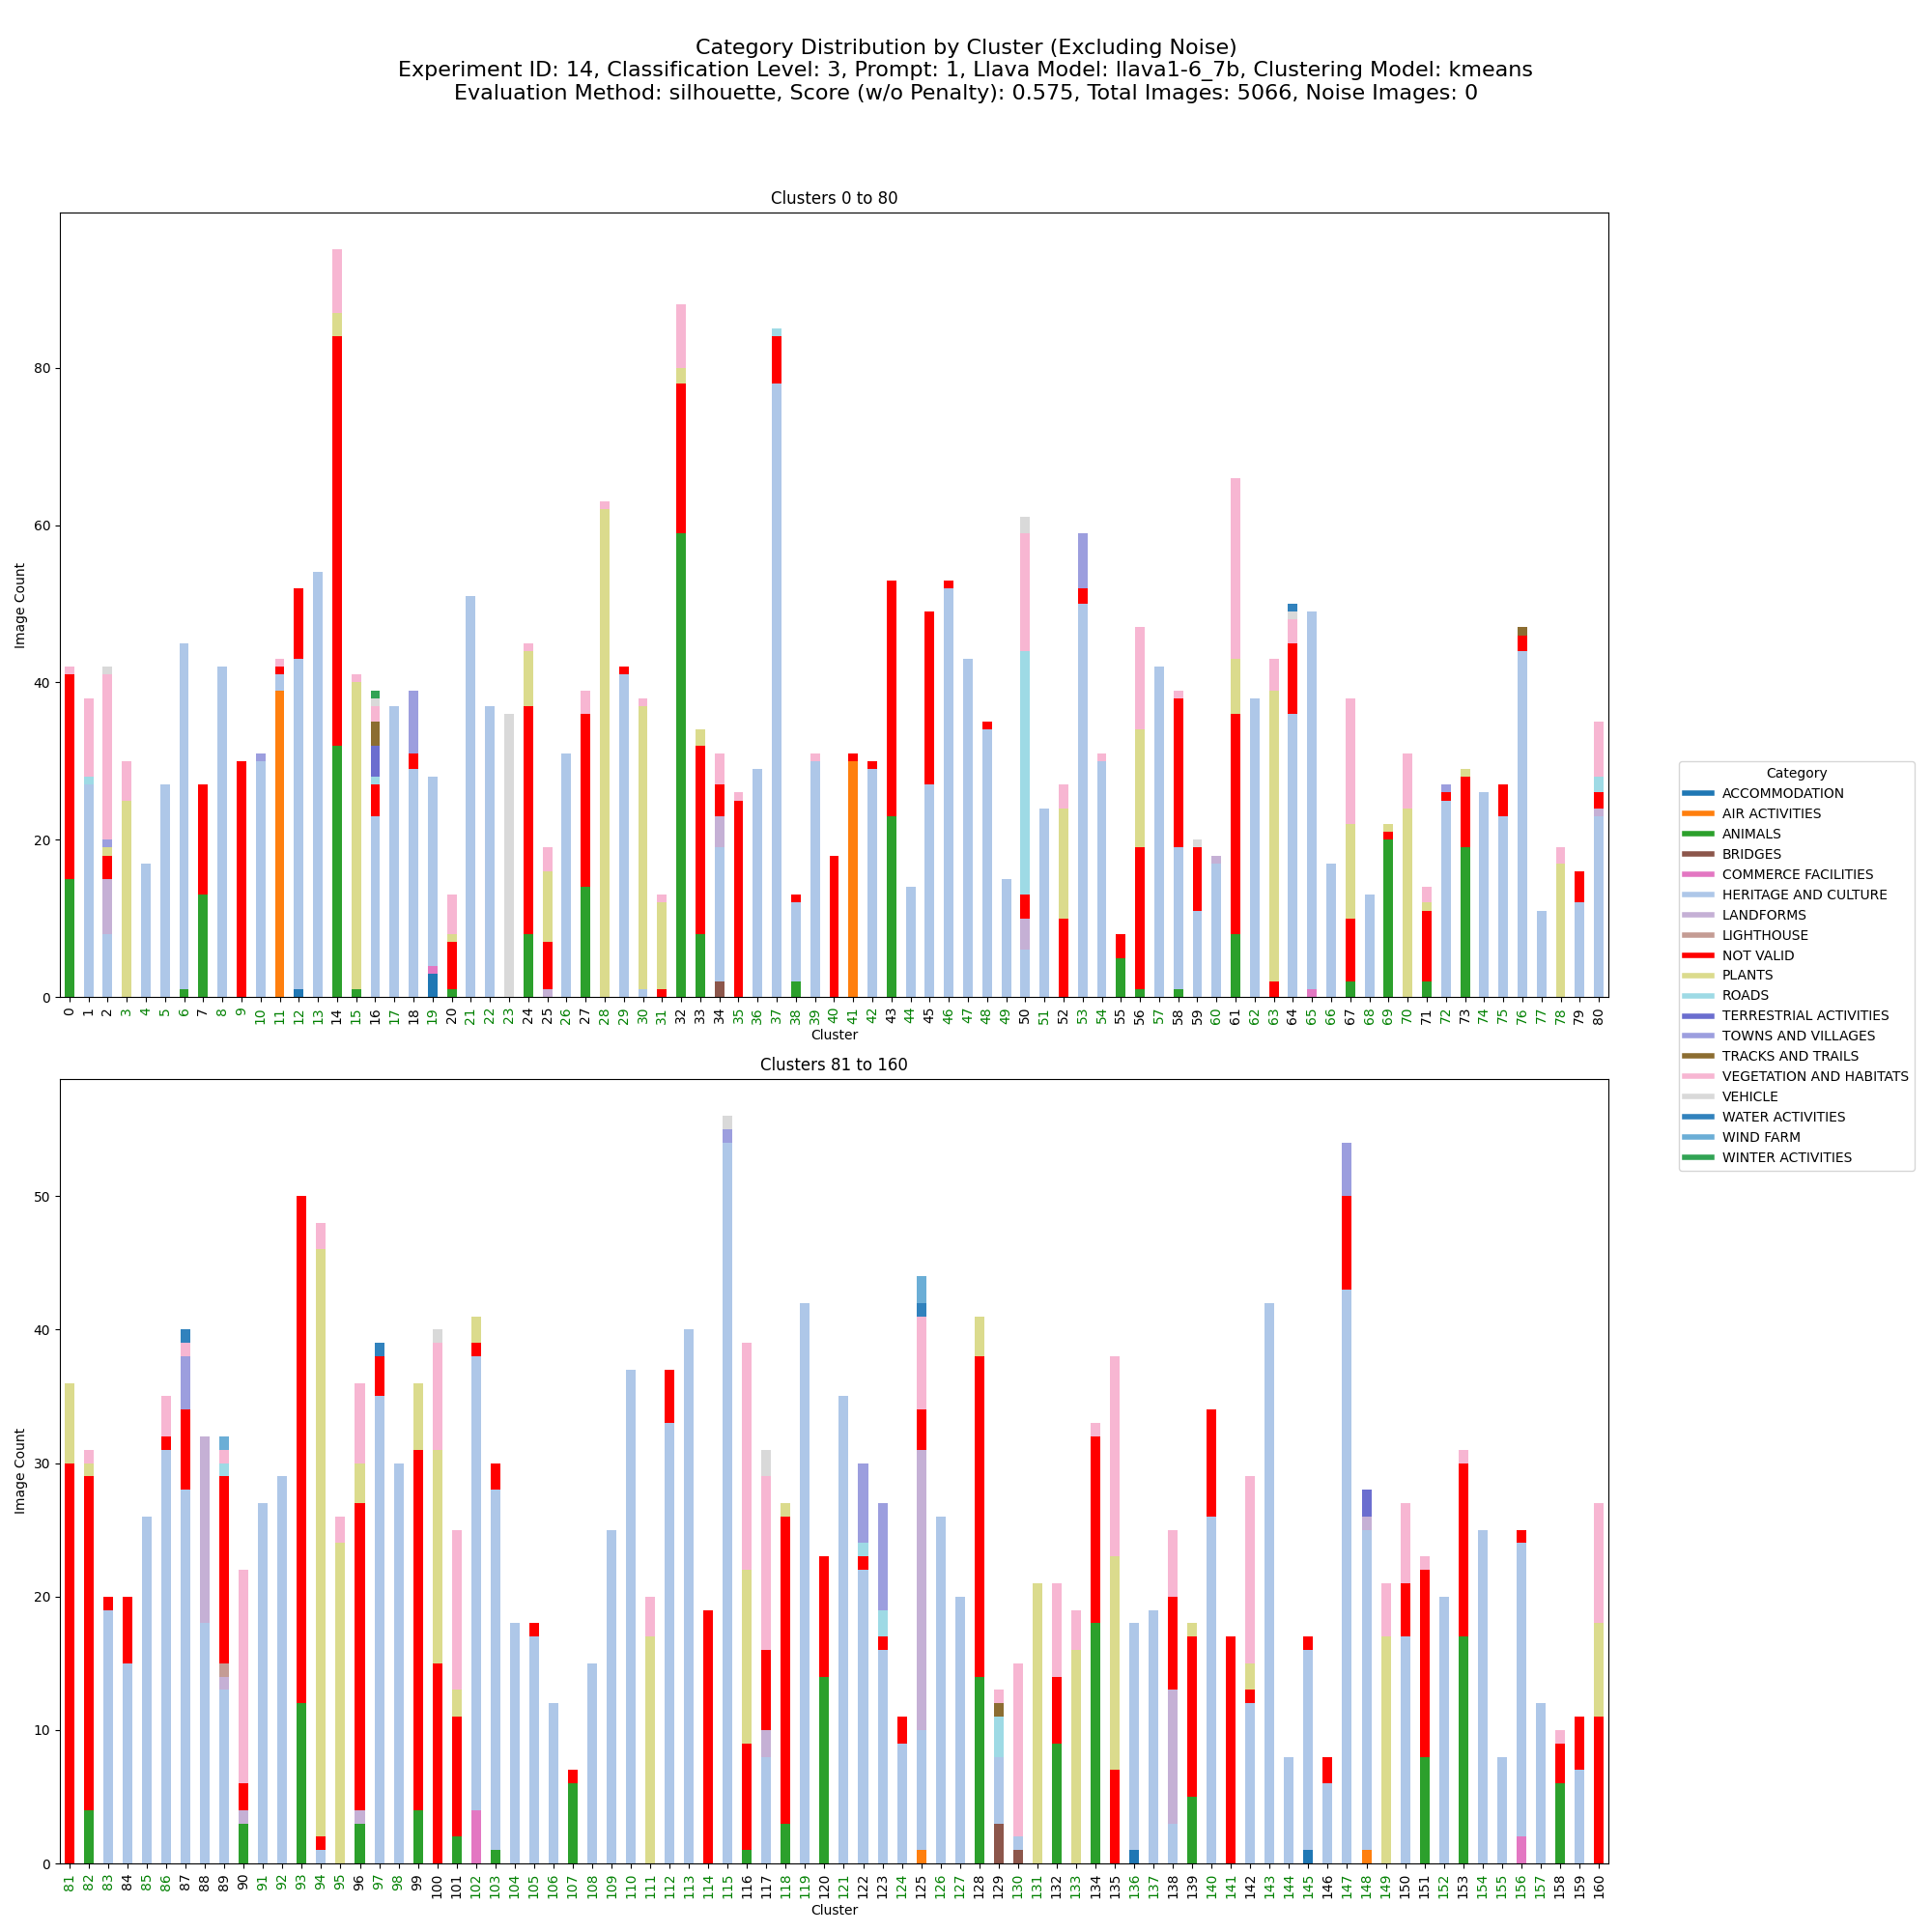 Category Distribution by Cluster (Excluding Noise)
Experiment ID: 14, Classification Level: 3, Prompt: 1, Llava Model: llava1-6_7b, Clustering Model: kmeans
Evaluation Method: silhouette, Score (w/o Penalty): 0.575, Total Images: 5066, Noise Images: 0
Clusters 0 to 80
Image Count
80
60
40
20
0
0 1 2 3 4 5 6 7 8 9 10 11 12 13 14 15 16 17 18 19 20 21 22 23 24 25 26 27 28 29 30 31 32 33 34 35 36 37 38 39 40 41 42 43 44 45 46 47 48 49 50 51 52 53 54 55 56 57 58 59 60 61 62 63 64 65 66 67 68 69 70 71 72 73 74 75 76 77 78 79 80
Cluster
Category
ACCOMMODATION
AIR ACTIVITIES
ANIMALS
BRIDGES
COMMERCE FACILITIES
HERITAGE AND CULTURE
LANDFORMS
LIGHTHOUSE
NOT VALID
PLANTS
ROADS
TERRESTRIAL ACTIVITIES
TOWNS AND VILLAGES
TRACKS AND TRAILS
VEGETATION AND HABITATS
VEHICLE
WATER ACTIVITIES
WIND FARM
WINTER ACTIVITIES
Clusters 81 to 160
Image Count
50
40
30
20
10
0
81 82 83 84 85 86 87 88 89 90 91 92 93 94 95 96 97 98 99 100 101 102 103 104 105 106 107 108 109 110 111 112 113 114 115 116 117 118 119 120 121 122 123 124 125 126 127 128 129 130 131 132 133 134 135 136 137 138 139 140 141 142 143 144 145 146 147 148 149 150 151 152 153 154 155 156 157 158 159 160
Cluster